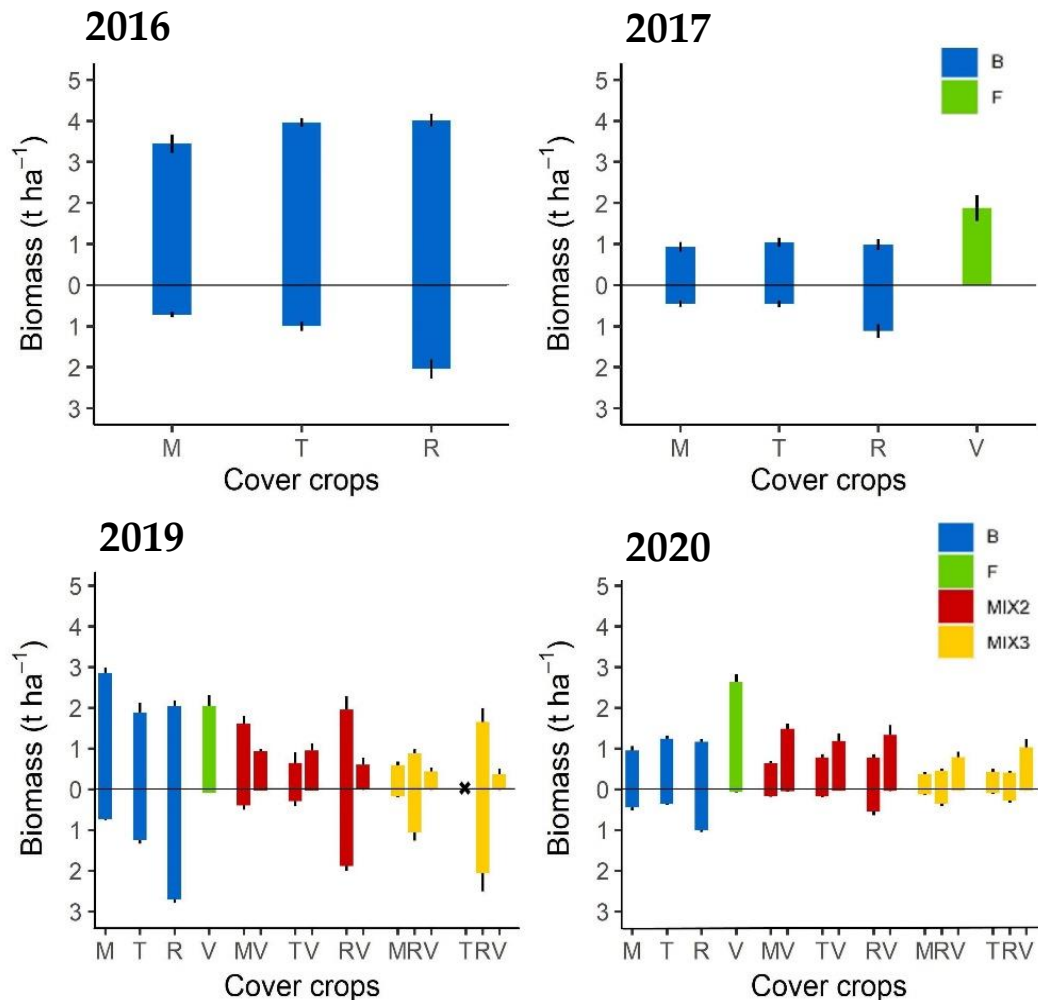 2016
5
4
3
2
1
0
1
2
3
Biomass (t ha⁻¹)
M T R
Cover crops
2017
B
F
5
4
3
2
1
0
1
2
3
Biomass (t ha⁻¹)
M T R V
Cover crops
2019
5
4
3
2
1
0
1
2
3
Biomass (t ha⁻¹)
M T R V MV TV RV MRV TRV
Cover crops
2020
B
F
MIX2
MIX3
5
4
3
2
1
0
1
2
3
Biomass (t ha⁻¹)
M T R V MV TV RV MRV TRV
Cover crops